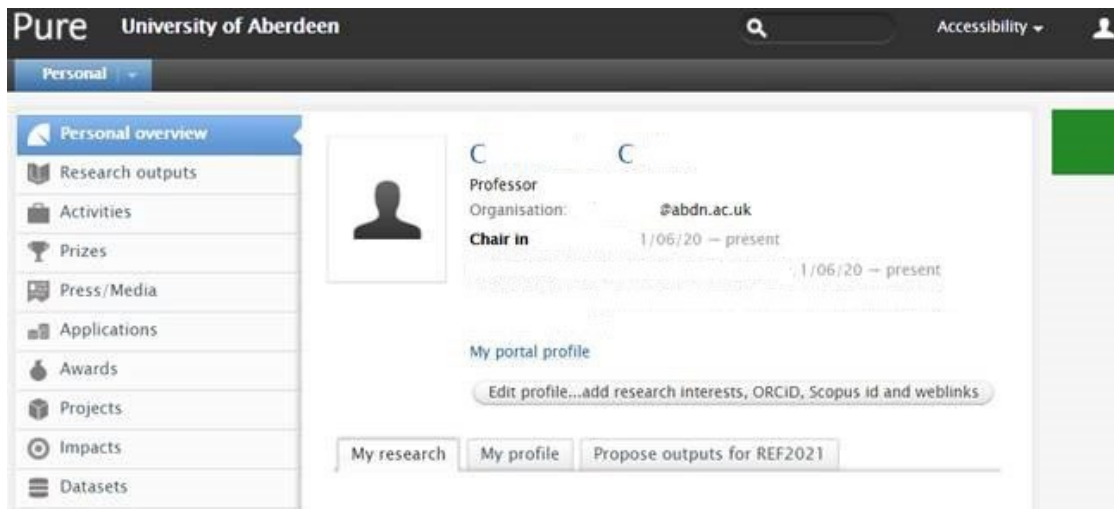 Pure University of Aberdeen Accessibility
Personal
Personal overview
Research outputs
Activities
Prizes
Press/Media
Applications
Awards
Projects
Impacts
Datasets
C C
Professor
Organisation: @abdn.ac.uk
Chair in 1/06/20 — present
1/06/20 — present
My portal profile
Edit profile...add research interests, ORCiD, Scopus id and weblinks
My research My profile Propose outputs for REF2021